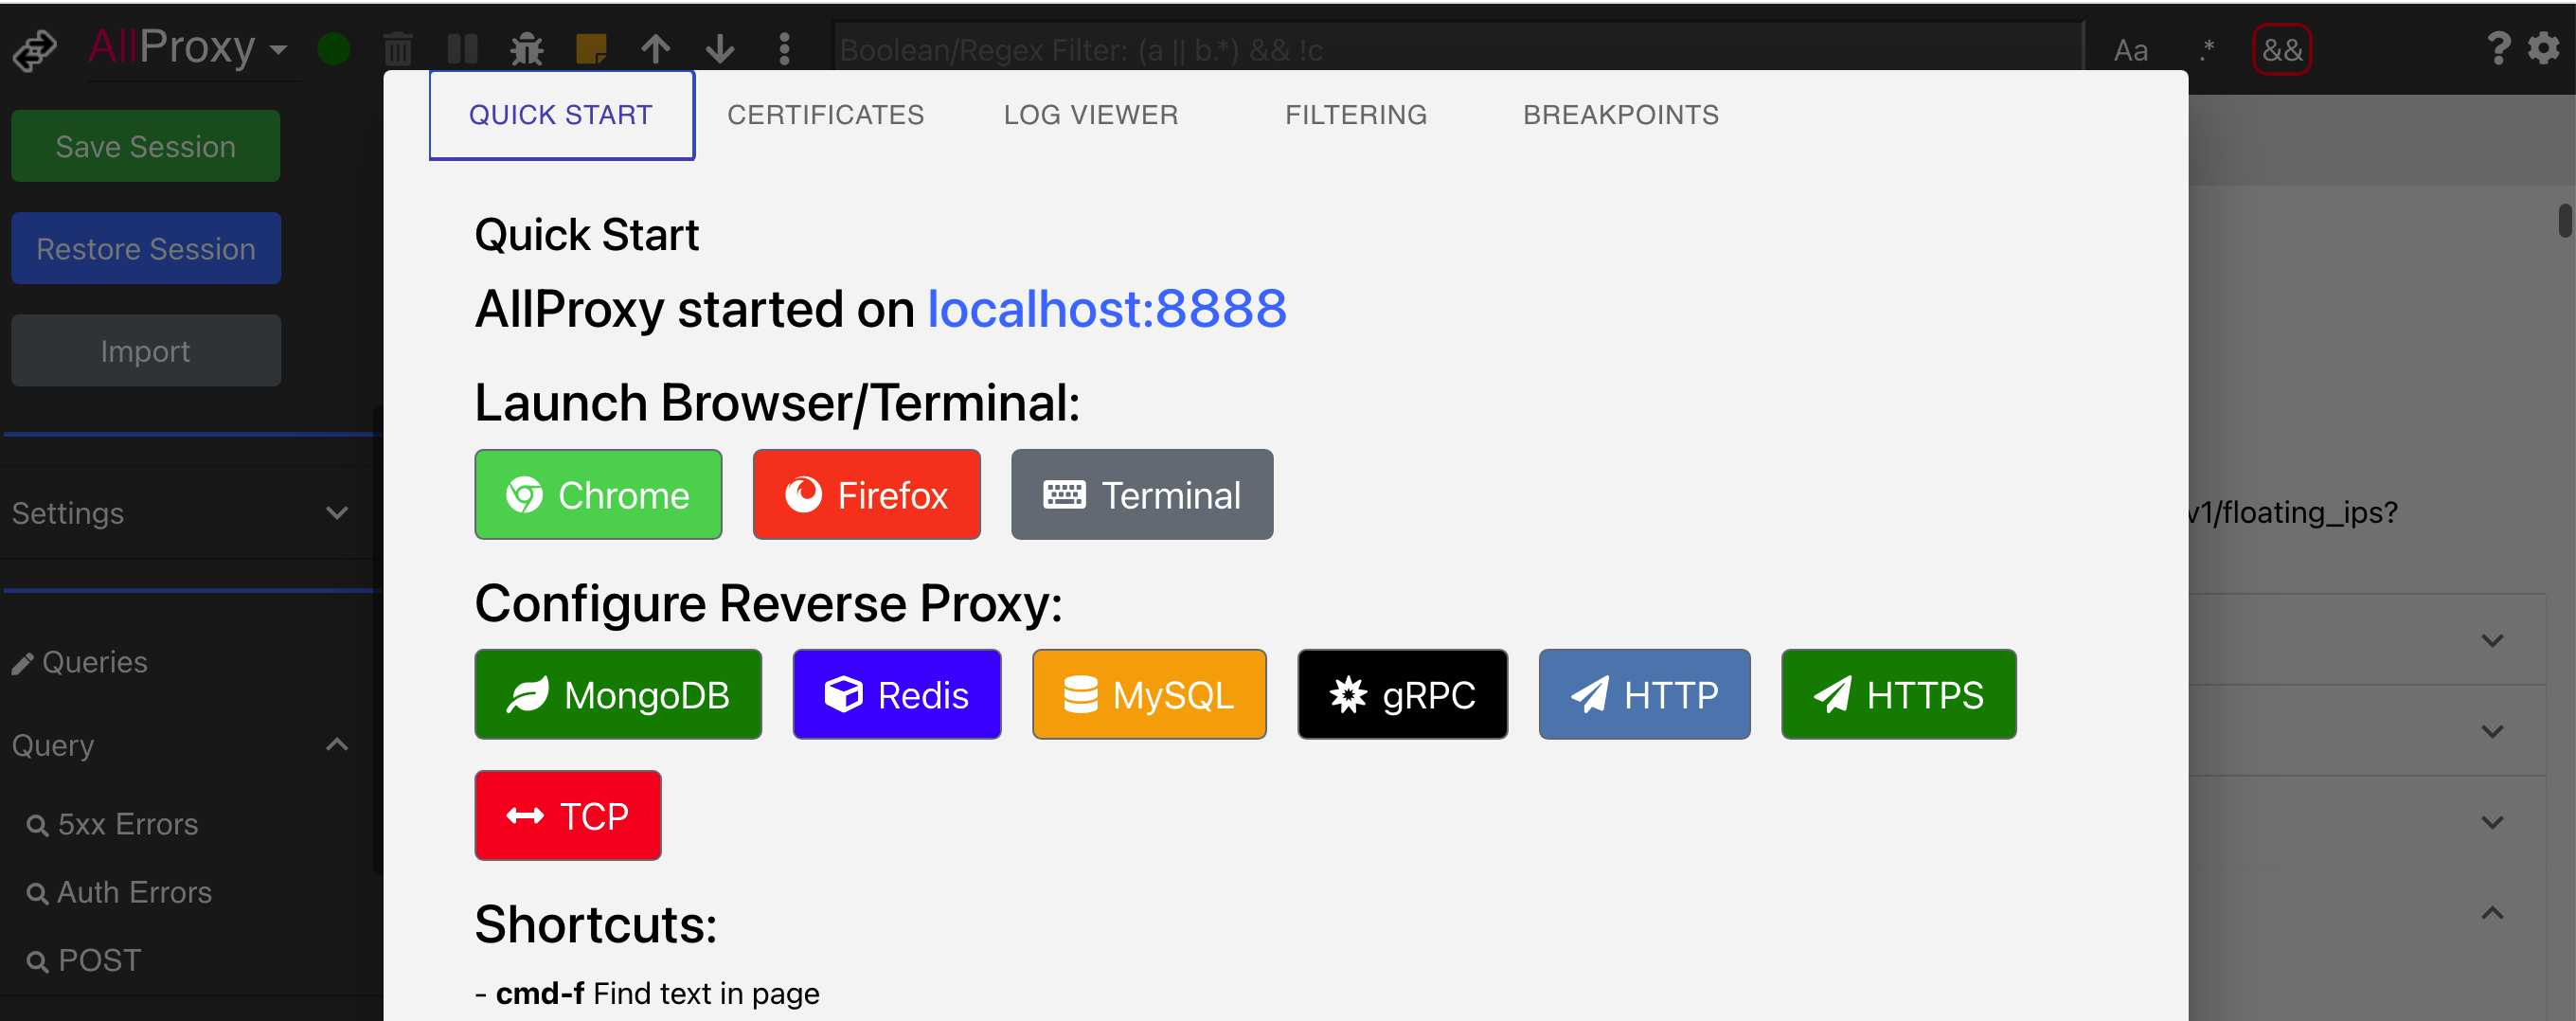 AllProxy
Boolean/Regex Filter: (a || b.*) && !c
Aa
.*
&&
?
Save Session
Restore Session
Import
Settings
Queries
Query
5xx Errors
Auth Errors
POST
QUICK START
CERTIFICATES
LOG VIEWER
FILTERING
BREAKPOINTS
Quick Start
AllProxy started on localhost:8888
Launch Browser/Terminal:
Chrome
Firefox
Terminal
Configure Reverse Proxy:
MongoDB
Redis
MySQL
gRPC
HTTP
HTTPS
TCP
Shortcuts:
- cmd-f Find text in page
v1/floating_ips?